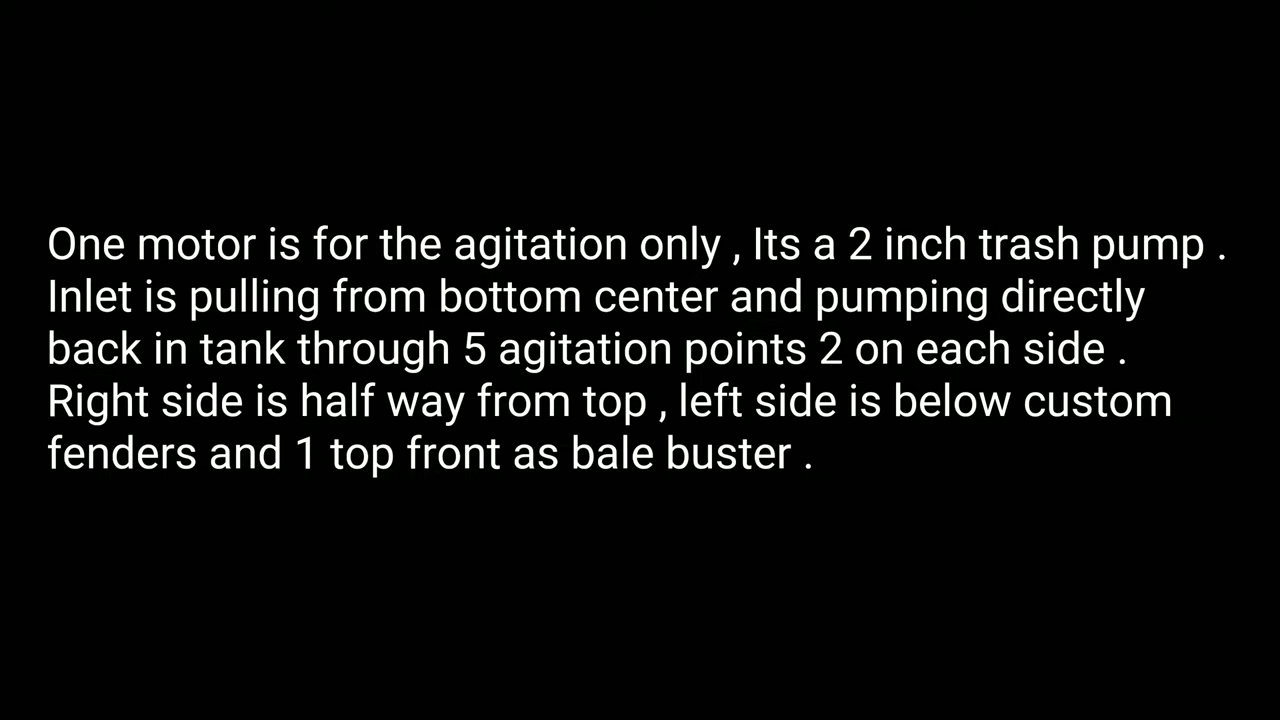 One motor is for the agitation only , Its a 2 inch trash pump .
Inlet is pulling from bottom center and pumping directly
back in tank through 5 agitation points 2 on each side .
Right side is half way from top , left side is below custom
fenders and 1 top front as bale buster .